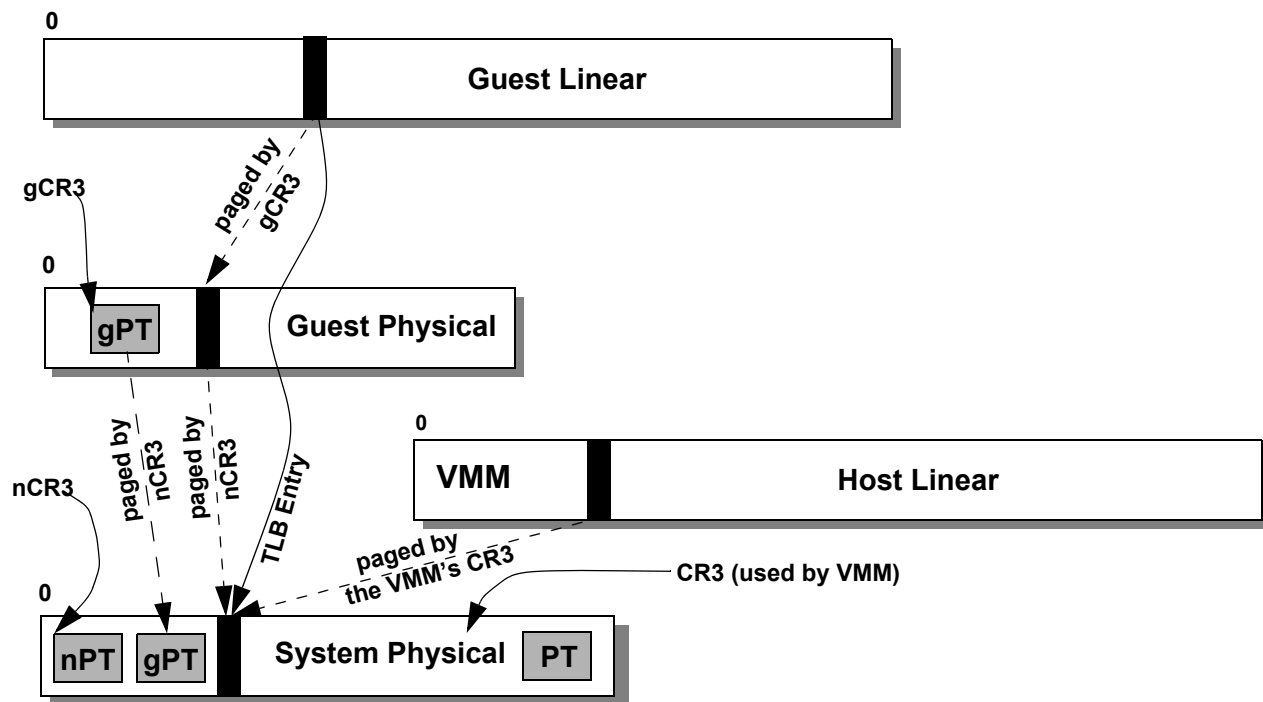 0
Guest Linear
paged by
gCR3
gCR3
0
gPT
Guest Physical
paged by
nCR3
paged by
nCR3
TLB Entry
0
VMM
Host Linear
nCR3
paged by
the VMM's CR3
CR3 (used by VMM)
0
nPT
gPT
System Physical
PT